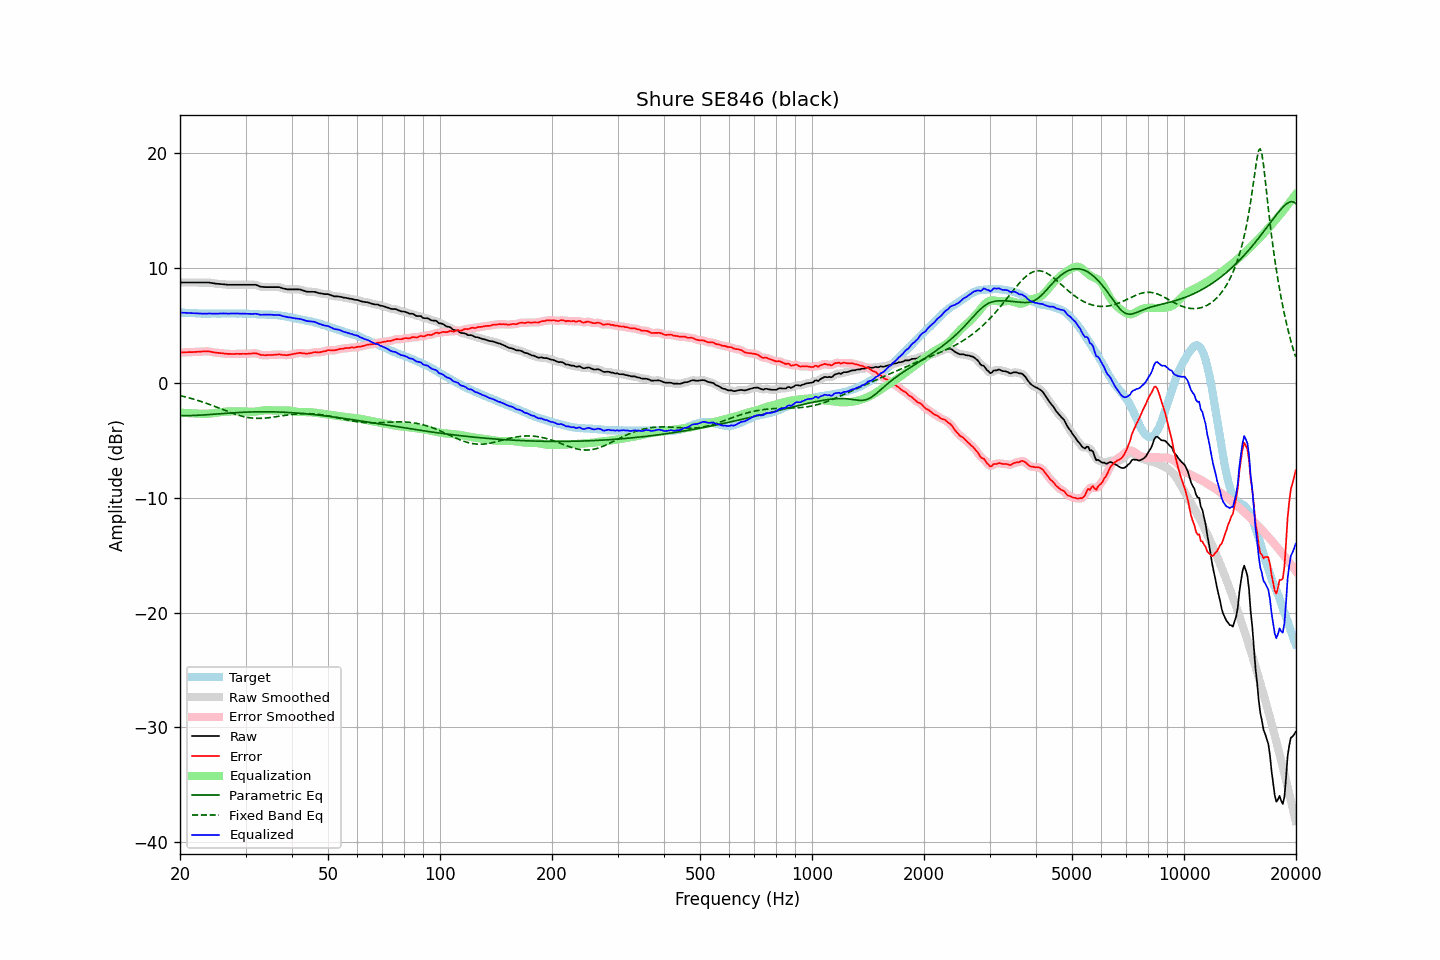 Shure SE846 (black)
Amplitude (dBr)
20
10
0
−10
−20
−30
−40
Target
Raw Smoothed
Error Smoothed
Raw
Error
Equalization
Parametric Eq
Fixed Band Eq
Equalized
20 50 100 200 500 1000 2000 5000 10000 20000
Frequency (Hz)